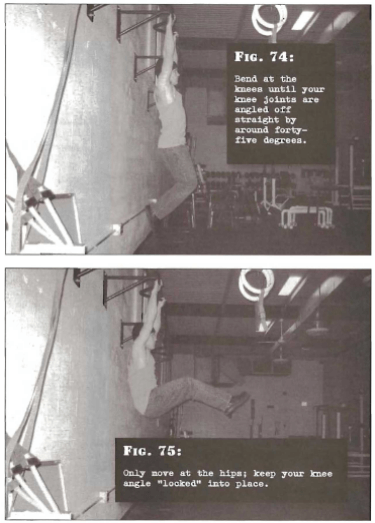 FIG. 74:
Bend at the
knees until your
knee joints are
angled off
straight by
around forty-
five degrees.
FIG. 75:
Only move at the hips; keep your knee
angle "locked" into place.